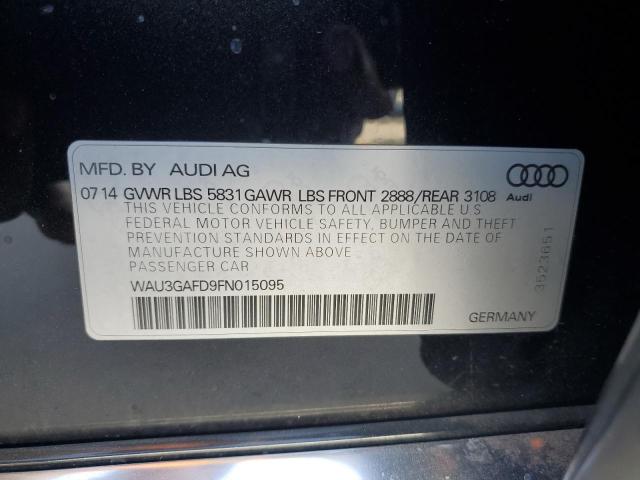 MFD. BY AUDI AG
07 14 GVWR LBS 5831 GAWR LBS FRONT 2888/REAR 3108
Audi
THIS VEHICLE CONFORMS TO ALL APPLICABLE U.S
FEDERAL MOTOR VEHICLE SAFETY, BUMPER AND THEFT
PREVENTION STANDARDS IN EFFECT ON THE DATE OF
MANUFACTURE SHOWN ABOVE
PASSENGER CAR
3523651
WAU3GAFD9FN015095
GERMANY